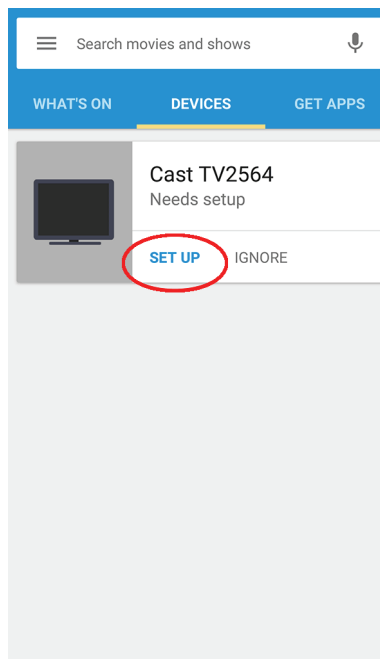 Search movies and shows
WHAT'S ON DEVICES GET APPS
Cast TV2564
Needs setup
SET UP IGNORE